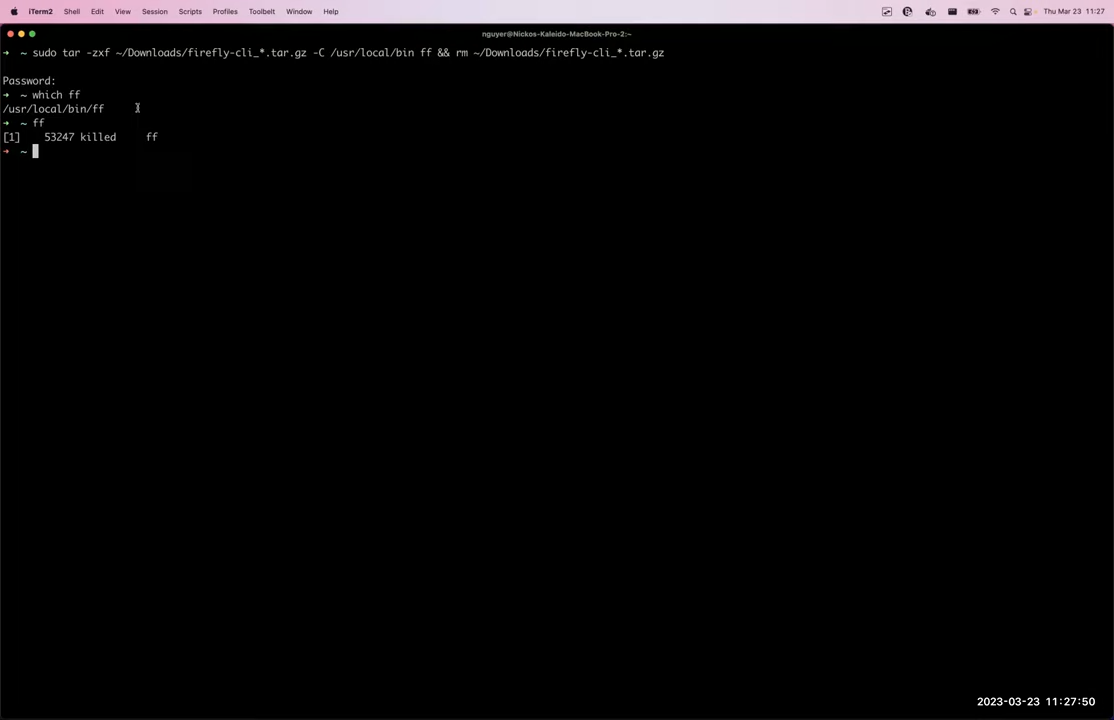 iTerm2 Shell Edit View Session Scripts Profiles Toolbelt Window Help Thu Mar 23 11:27
nguyer@Nickos-Kaleido-MacBook-Pro-2:~
➜ ~ sudo tar -zxf ~/Downloads/firefly-cli_*.tar.gz -C /usr/local/bin ff && rm ~/Downloads/firefly-cli_*.tar.gz
Password:
➜ ~ which ff
/usr/local/bin/ff
➜ ~ ff
[1] 53247 killed ff
➜ ~
2023-03-23 11:27:50